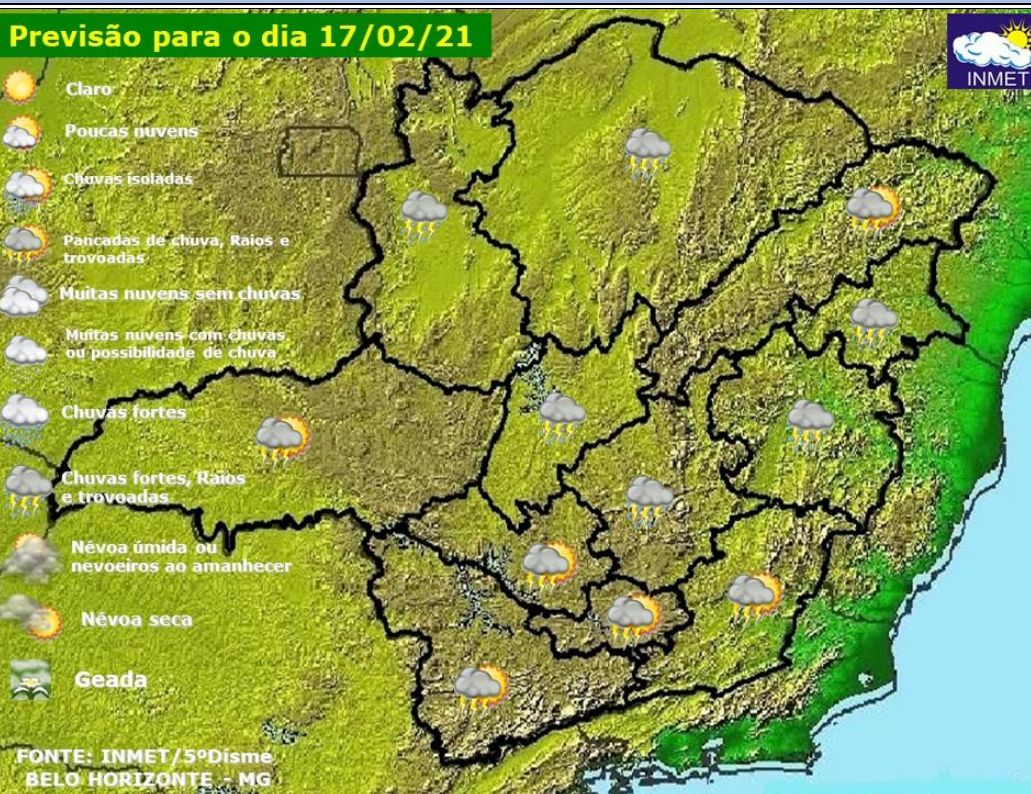 Previsão para o dia 17/02/21
INMET
Claro
Poucas nuvens
Chuvas isoladas
Pancadas de chuva, Raios e
trovoadas
Muitas nuvens sem chuvas
Muitas nuvens com chuvas
ou possibilidade de chuva
Chuvas fortes
Chuvas fortes, Raios
e trovoadas
Névoa úmida ou
nevoeiros ao amanhecer
Névoa seca
Geada
FONTE: INMET/5ºDisme
BELO HORIZONTE - MG